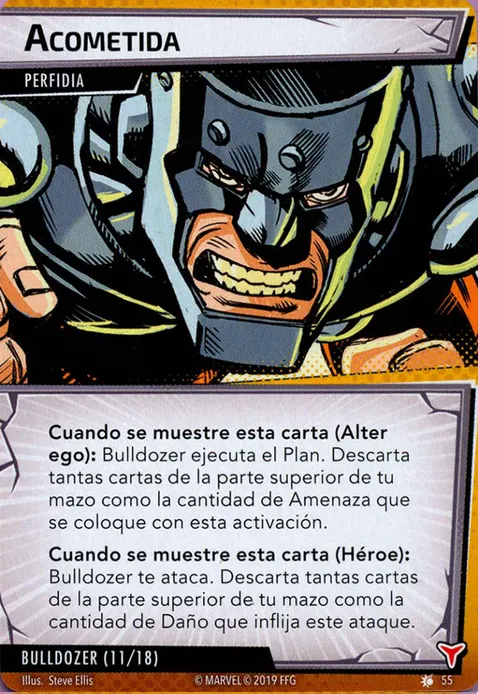 ACOMETIDA
PERFIDIA
Cuando se muestre esta carta (Alter
ego): Bulldozer ejecuta el Plan. Descarta
tantas cartas de la parte superior de tu
mazo como la cantidad de Amenaza que
se coloque con esta activación.
Cuando se muestre esta carta (Héroe):
Bulldozer te ataca. Descarta tantas cartas
de la parte superior de tu mazo como la
cantidad de Daño que inflija este ataque.
BULLDOZER (11/18)
Illus. Steve Ellis © MARVEL © 2019 FFG 55